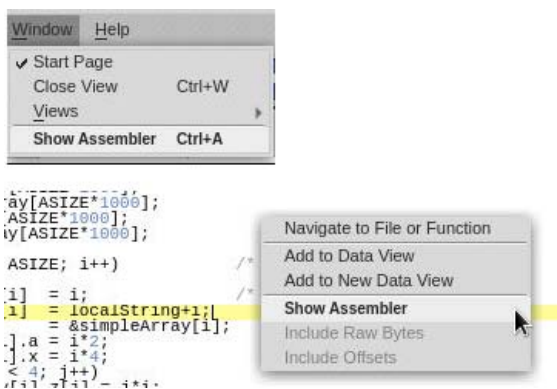 Window Help
Start Page
Close View Ctrl+W
Views
Show Assembler Ctrl+A
ray[ASIZE*1000];
[ASIZE*1000];
ay[ASIZE*1000];
ASIZE; i++) /*
[i] = i; /*
i] = localString+i;
= &simpleArray[i];
].a = i*2;
].x = i*4;
< 4; j++)
Navigate to File or Function
Add to Data View
Add to New Data View
Show Assembler
Include Raw Bytes
Include Offsets